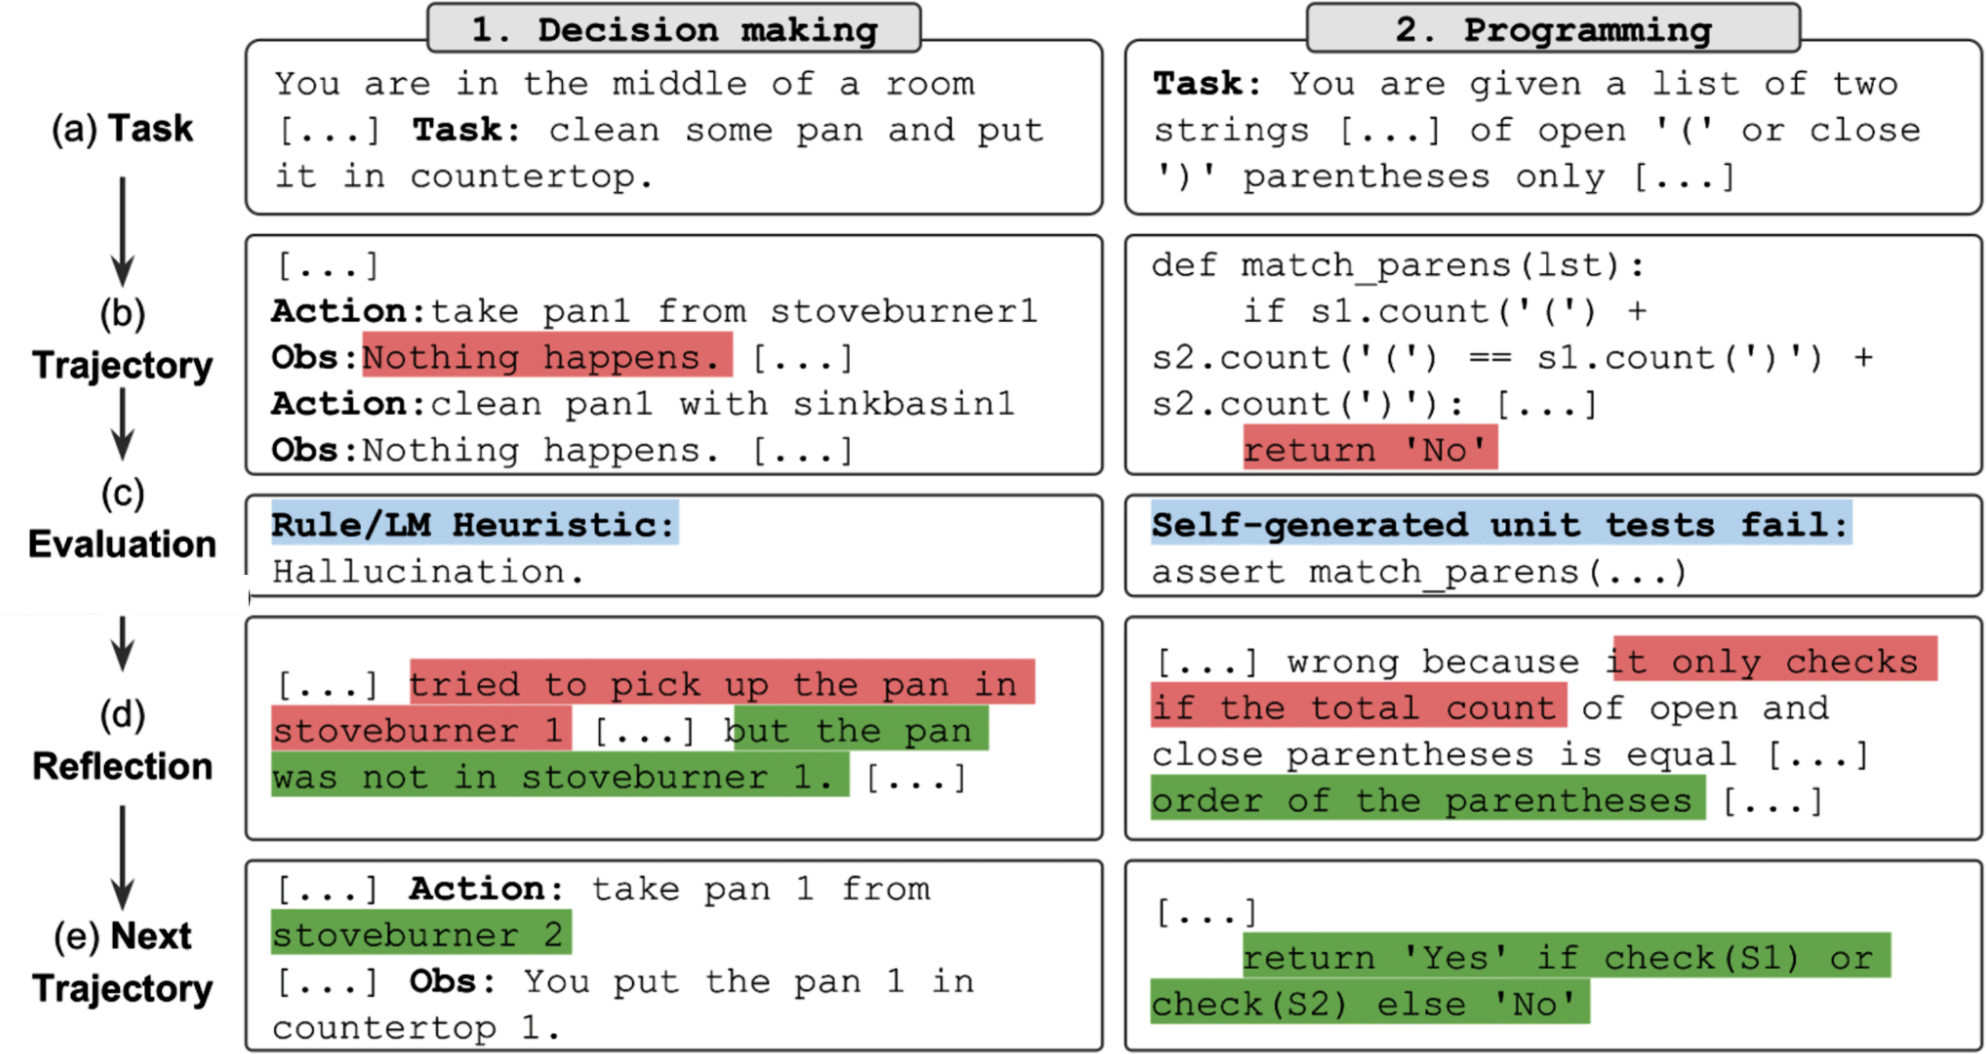 1. Decision making
2. Programming
(a) Task
You are in the middle of a room
[...] Task: clean some pan and put
it in countertop.
Task: You are given a list of two
strings [...] of open '(' or close
')' parentheses only [...]
(b)
Trajectory
[...]
Action:take pan1 from stoveburner1
Obs:Nothing happens. [...]
Action:clean pan1 with sinkbasin1
Obs:Nothing happens. [...]
def match_parens(lst):
if s1.count('(') +
s2.count('(') == s1.count(')') +
s2.count(')'): [...]
return 'No'
(c)
Evaluation
Rule/LM Heuristic:
Hallucination.
Self-generated unit tests fail:
assert match_parens(...)
(d)
Reflection
[...] tried to pick up the pan in
stoveburner 1 [...] but the pan
was not in stoveburner 1. [...]
[...] wrong because it only checks
if the total count of open and
close parentheses is equal [...]
order of the parentheses [...]
(e) Next
Trajectory
[...] Action: take pan 1 from
stoveburner 2
[...] Obs: You put the pan 1 in
countertop 1.
[...]
return 'Yes' if check(S1) or
check(S2) else 'No'